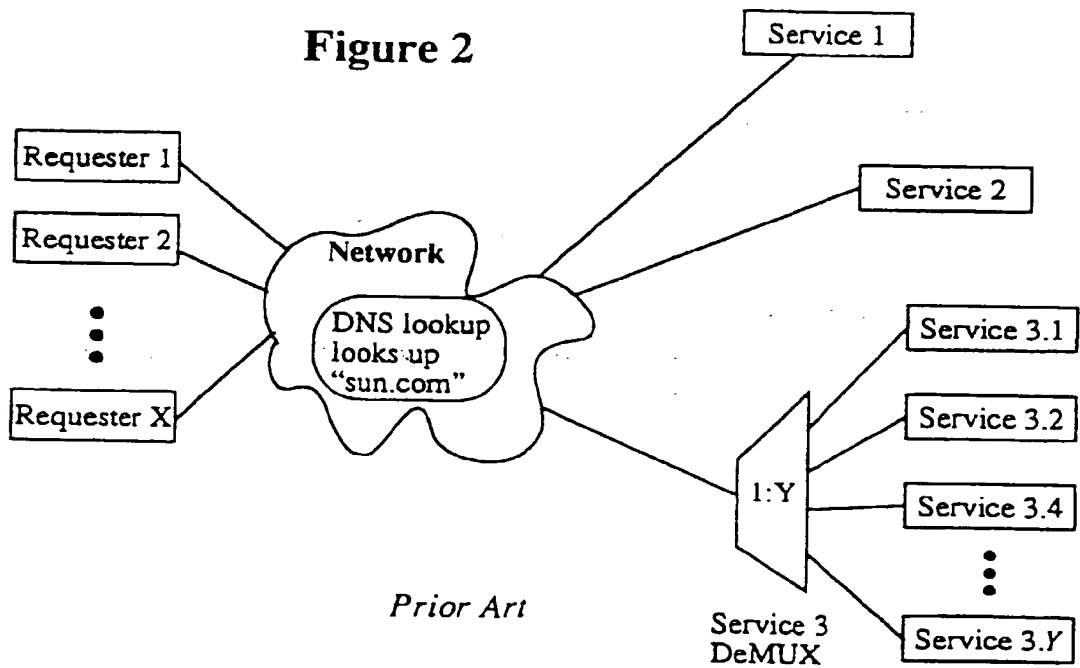 Figure 2
Service 1
Requester 1
Service 2
Requester 2
Network
DNS lookup
looks up
“sun.com”
Service 3.1
Requester X
Service 3.2
1:Y
Service 3.4
Prior Art
Service 3
DeMUX
Service 3.Y